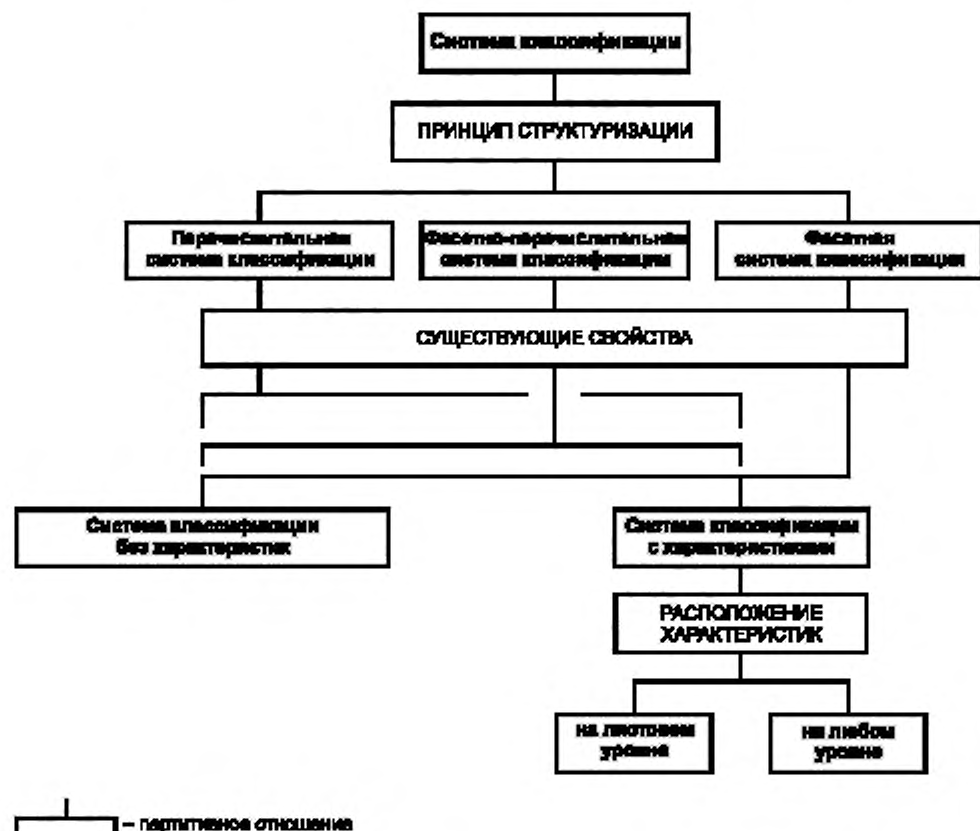 Система классификации
ПРИНЦИП СТРУКТУРИЗАЦИИ
Перечислительная
система классификации
Фасетно-перечислительная
система классификации
Фасетная
система классификации
СУЩЕСТВУЮЩИЕ СВОЙСТВА
Система классификации
без характеристик
Система классификации
с характеристиками
РАСПОЛОЖЕНИЕ
ХАРАКТЕРИСТИК
на
уровне
на любом
уровне
– партитивное отношение